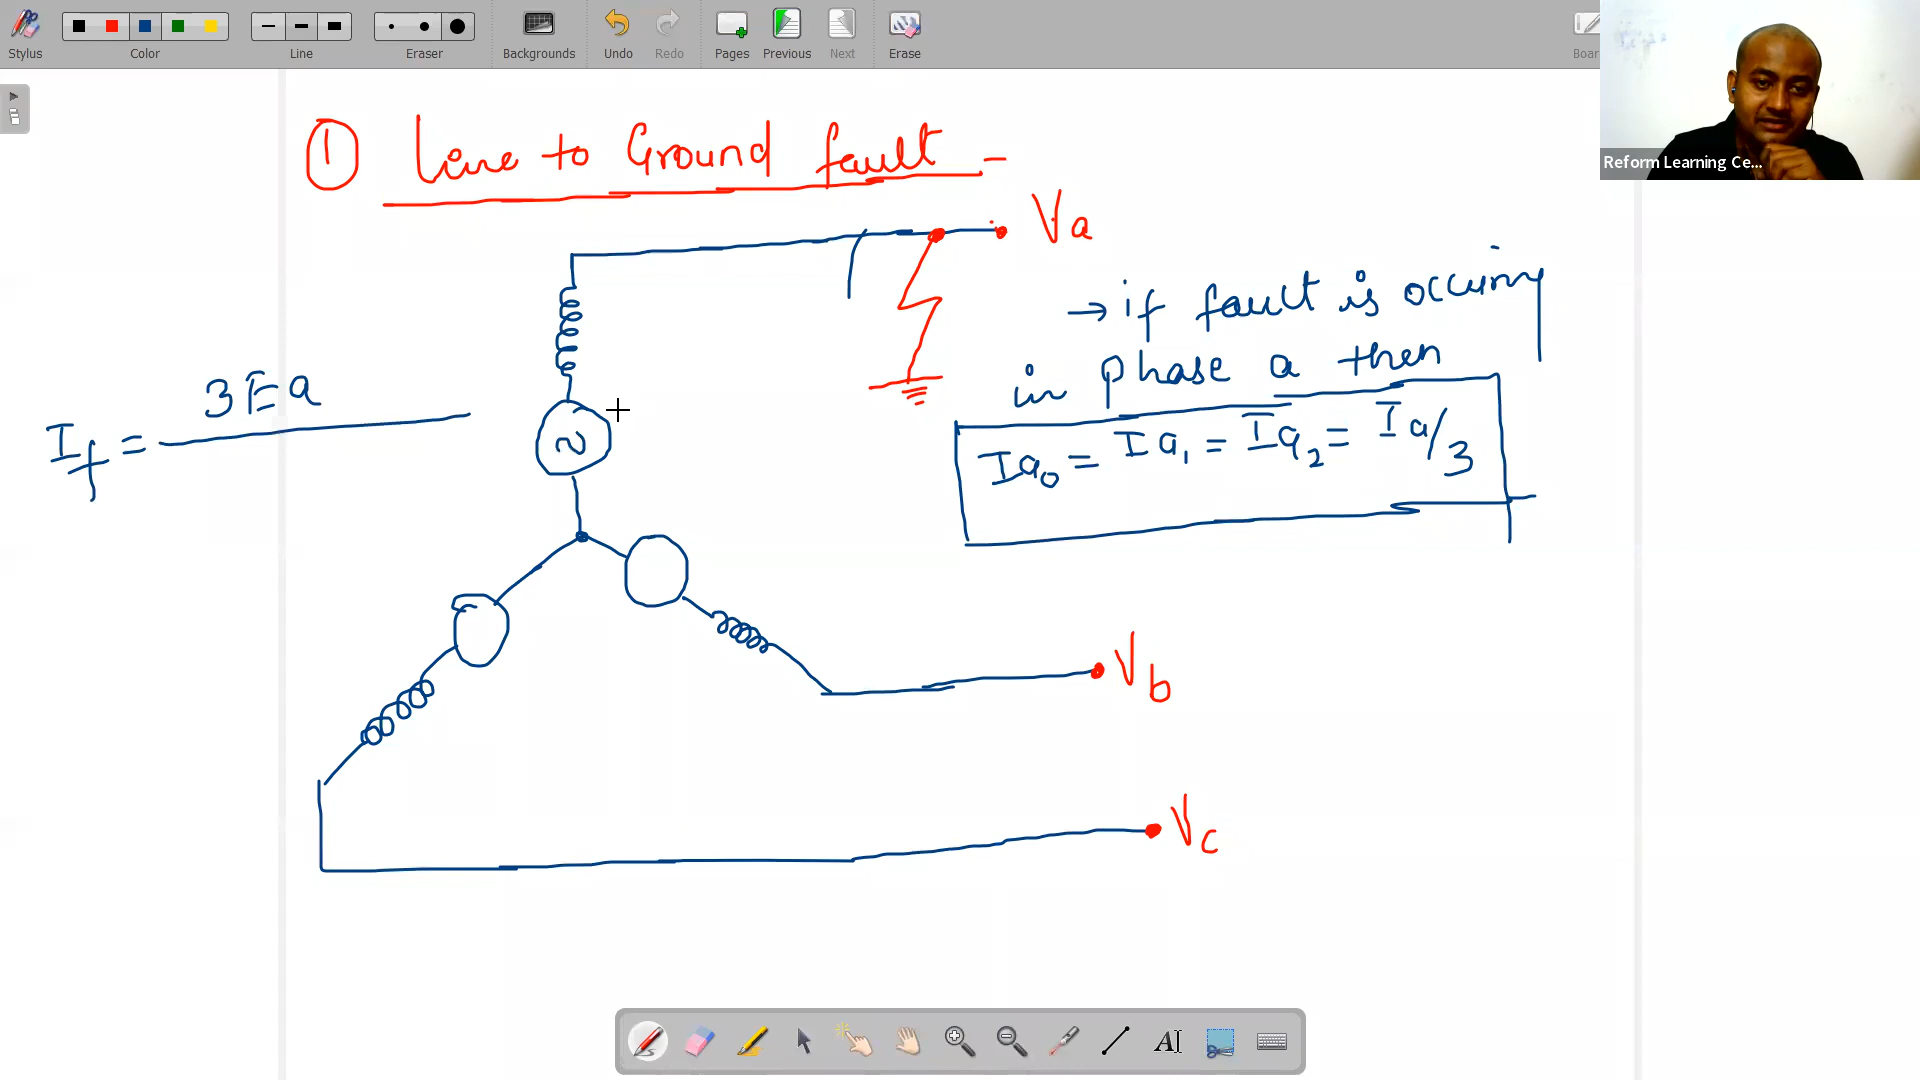 Stylus
Color
Line
Eraser
Backgrounds
Undo
Redo
Pages
Previous
Next
Erase
Boar
Reform Learning Ce...
① Line to Ground fault -
Va
→ if fault is occuring
in phase a then
Ia₀ = Ia₁ = Ia₂ = Ia/3
If = 3Ea
Vb
Vc